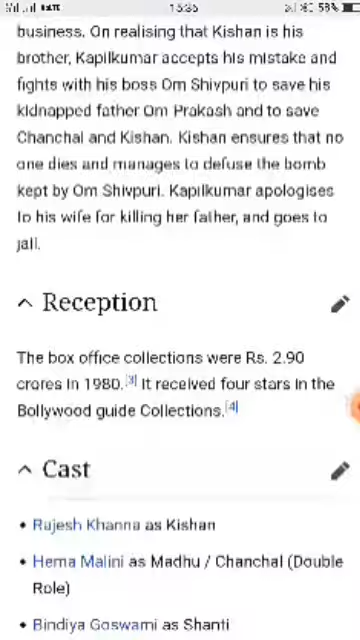 15:35
58%
business. On realising that Kishan is his
brother, Kapilkumar accepts his mistake and
fights with his boss Om Shivpuri to save his
kidnapped father Om Prakash and to save
Chanchal and Kishan. Kishan ensures that no
one dies and manages to defuse the bomb
kept by Om Shivpuri. Kapilkumar apologises
to his wife for killing her father, and goes to
jail.
Reception
The box office collections were Rs. 2.90
crores in 1980.[3] It received four stars in the
Bollywood guide Collections.[4]
Cast
• Rajesh Khanna as Kishan
• Hema Malini as Madhu / Chanchal (Double
Role)
• Bindiya Goswami as Shanti